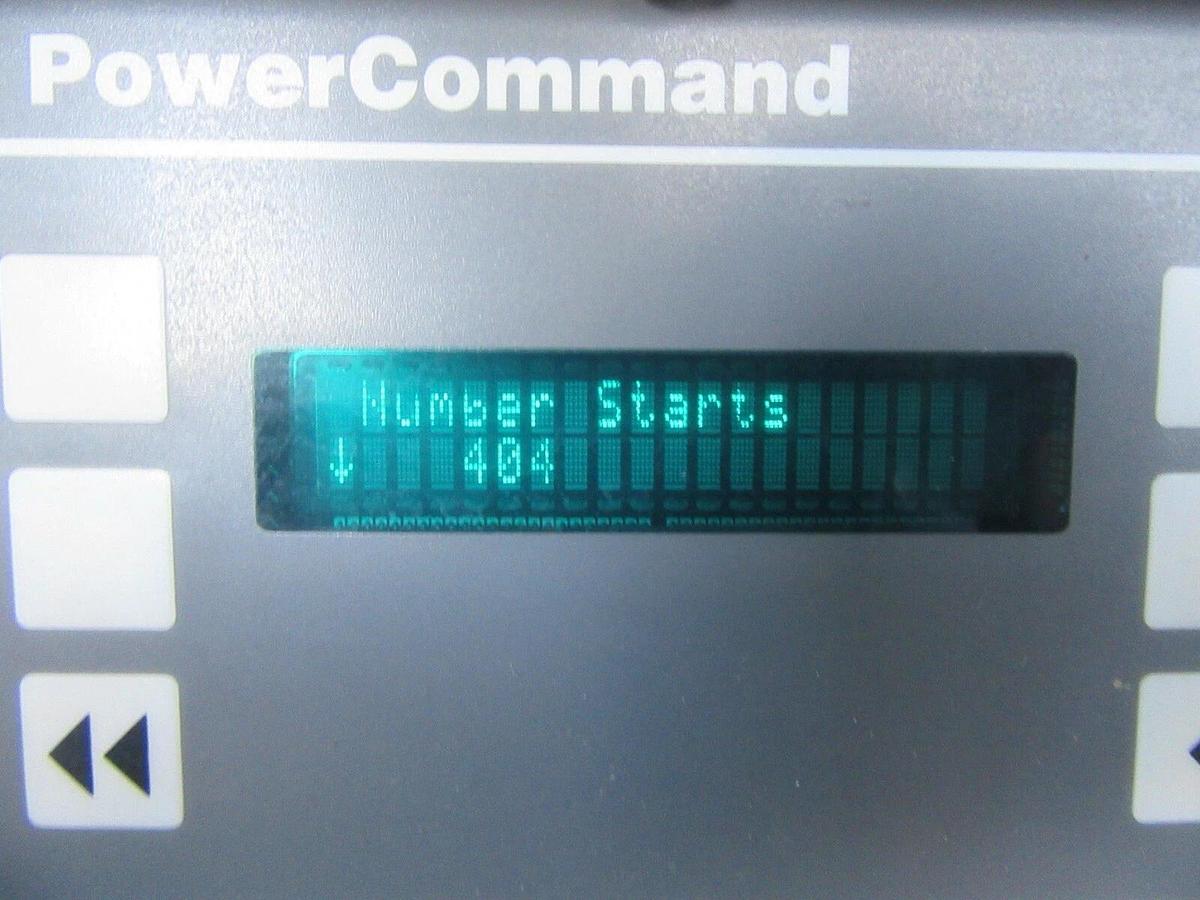 PowerCommand
Number Starts
↓ 404